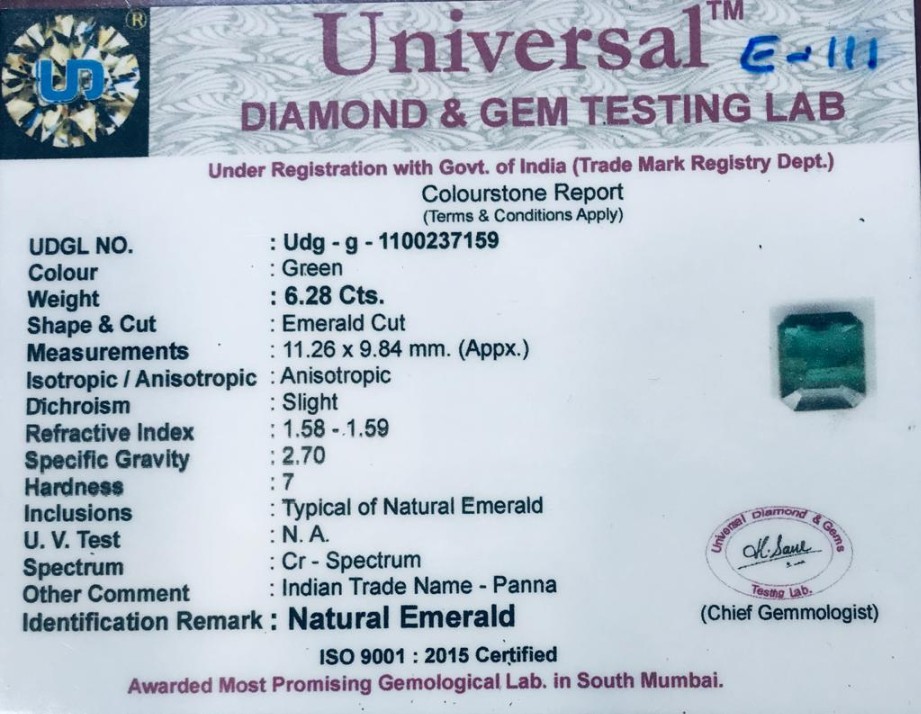 UD ®
Universal™
E-111
DIAMOND & GEM TESTING LAB
Under Registration with Govt. of India (Trade Mark Registry Dept.)
Colourstone Report
(Terms & Conditions Apply)
UDGL NO. : Udg - g - 1100237159
Colour : Green
Weight : 6.28 Cts.
Shape & Cut : Emerald Cut
Measurements : 11.26 x 9.84 mm. (Appx.)
Isotropic / Anisotropic : Anisotropic
Dichroism : Slight
Refractive Index : 1.58 - 1.59
Specific Gravity : 2.70
Hardness : 7
Inclusions : Typical of Natural Emerald
U. V. Test : N. A.
Spectrum : Cr - Spectrum
Other Comment : Indian Trade Name - Panna
Identification Remark : Natural Emerald
Universal Diamond & Gems
Testing Lab.
(Chief Gemmologist)
ISO 9001 : 2015 Certified
Awarded Most Promising Gemological Lab. in South Mumbai.